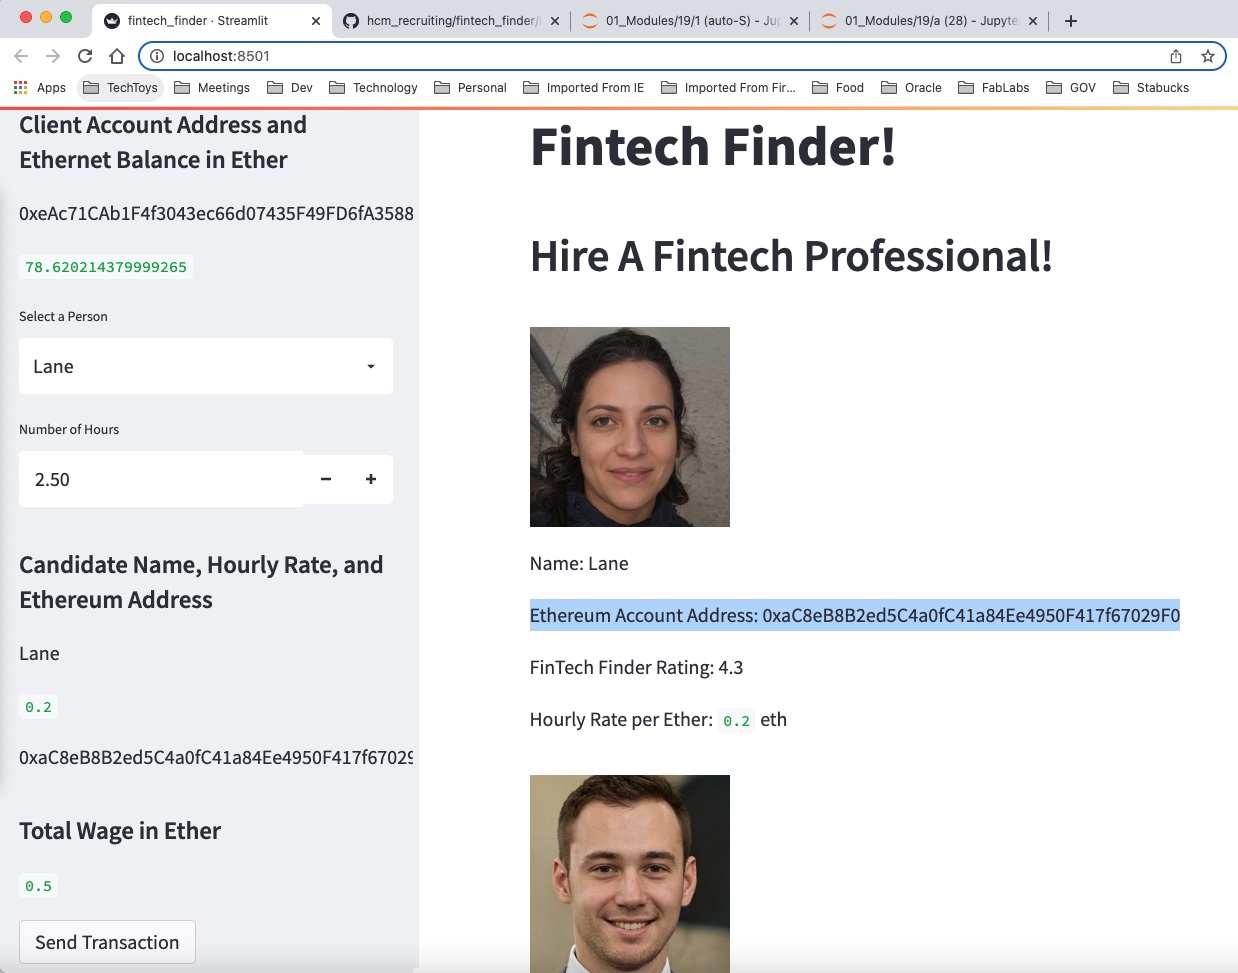 fintech_finder · Streamlit
hcm_recruiting/fintech_finder/
01_Modules/19/1 (auto-S) - Jup
01_Modules/19/a (28) - Jupyte
localhost:8501
Apps TechToys Meetings Dev Technology Personal Imported From IE Imported From Fir... Food Oracle FabLabs GOV Stabucks
Client Account Address and
Ethernet Balance in Ether
0xeAc71CAb1F4f3043ec66d07435F49FD6fA3588
78.620214379999265
Select a Person
Lane
Number of Hours
2.50
Candidate Name, Hourly Rate, and
Ethereum Address
Lane
0.2
0xaC8eB8B2ed5C4a0fC41a84Ee4950F417f67029
Total Wage in Ether
0.5
Send Transaction
Fintech Finder!
Hire A Fintech Professional!
Name: Lane
Ethereum Account Address: 0xaC8eB8B2ed5C4a0fC41a84Ee4950F417f67029F0
FinTech Finder Rating: 4.3
Hourly Rate per Ether: 0.2 eth